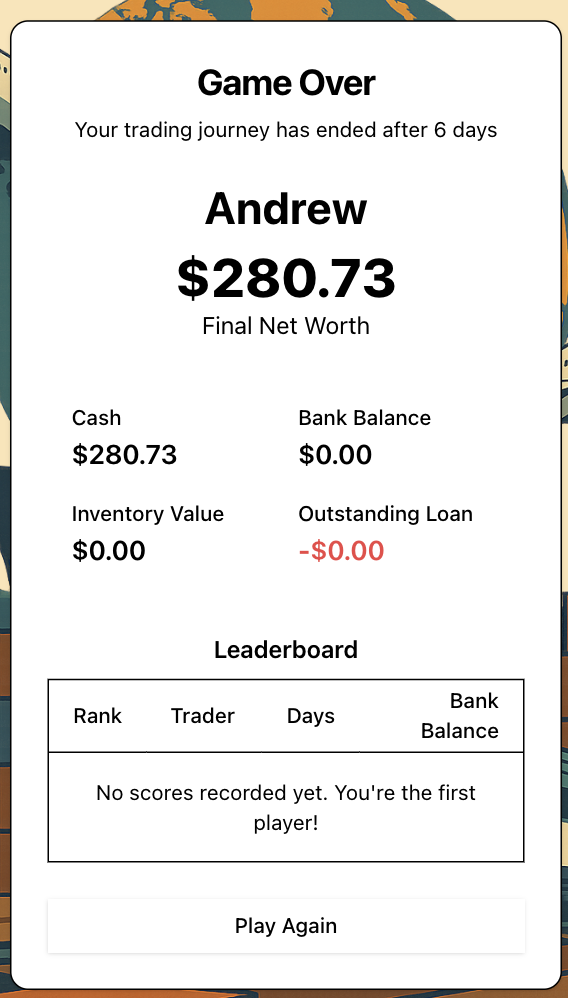 Game Over
Your trading journey has ended after 6 days
Andrew
$280.73
Final Net Worth
Cash
$280.73
Bank Balance
$0.00
Inventory Value
$0.00
Outstanding Loan
-$0.00
Leaderboard
Rank Trader Days Bank
Balance
No scores recorded yet. You're the first
player!
Play Again